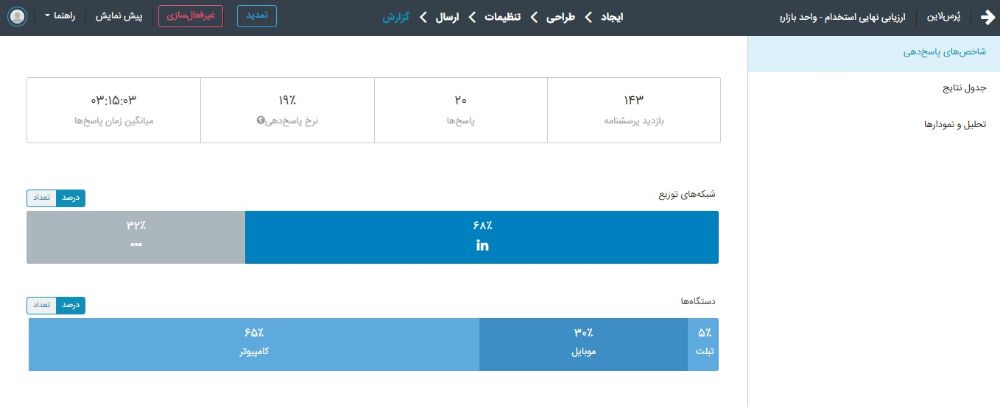 پُرس‌لاین
ارزیابی نهایی استخدام - واحد بازاریـ
ایجاد
طراحی
تنظیمات
ارسال
گزارش
تمدید
غیرفعال‌سازی
پیش نمایش
راهنما
شاخص‌های پاسخ‌دهی
جدول نتایج
تحلیل و نمودارها
۱۴۳
بازدید پرسشنامه
۲۰
پاسخ‌ها
۱۹٪
نرخ پاسخ‌دهی
۰۳:۱۵:۰۳
میانگین زمان پاسخ‌ها
شبکه‌های توزیع
درصد
تعداد
۶۸٪
in
۳۲٪
دستگاه‌ها
درصد
تعداد
۵٪
تبلت
۳۰٪
موبایل
۶۵٪
کامپیوتر